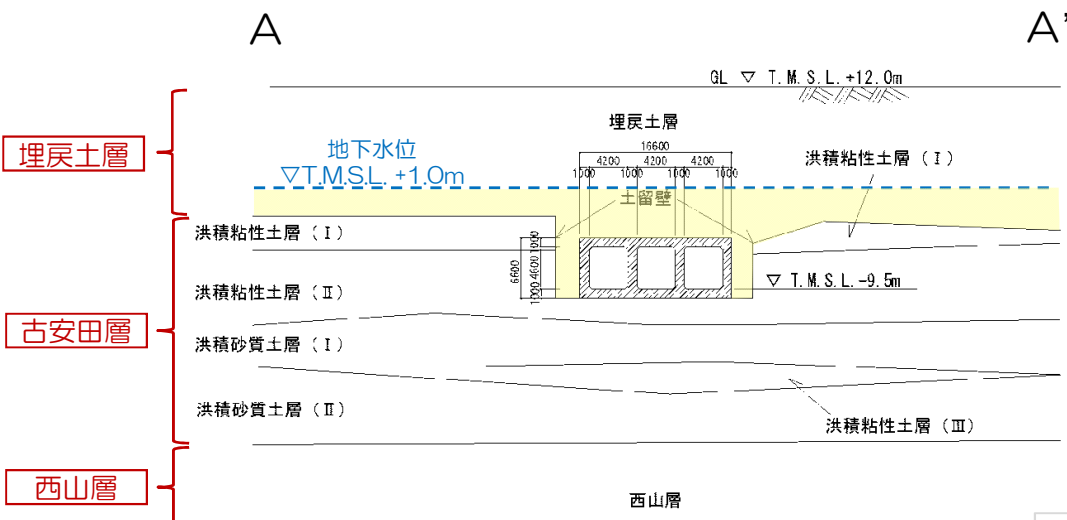 A
A'
GL ▽ T.M.S.L.+12.0m
埋戻土層
埋戻土層
16600
4200 4200 4200
1000 1000 1000 1000
洪積粘性土層(Ⅰ)
地下水位
▽T.M.S.L. +1.0m
土留壁
洪積粘性土層(Ⅰ)
6600
1000 4600 1000
洪積粘性土層(Ⅱ)
▽ T.M.S.L.-9.5m
古安田層
洪積砂質土層(Ⅰ)
洪積砂質土層(Ⅱ)
洪積粘性土層(Ⅲ)
西山層
西山層